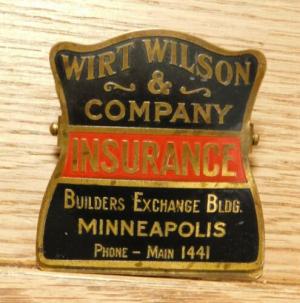 WIRT WILSON
&
COMPANY
INSURANCE
BUILDERS EXCHANGE BLDG.
MINNEAPOLIS
PHONE - MAIN 1441